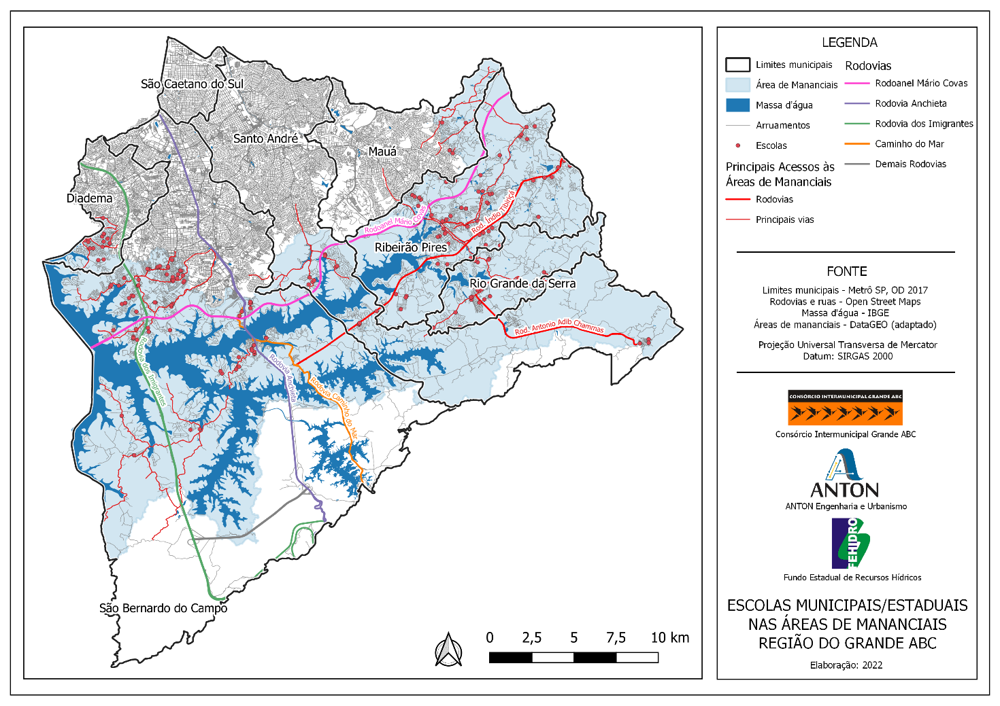 São Caetano do Sul
Santo André
Mauá
Diadema
Rodoanel Mário Covas
Rod. Índio Tibiriçá
Ribeirão Pires
Rio Grande da Serra
Rod. Antonio Adib Chammas
Rodovia dos Imigrantes
Rodovia Anchieta
Rodovia Caminho do Mar
São Bernardo do Campo
0 2,5 5 7,5 10 km
LEGENDA
Limites municipais
Área de Mananciais
Massa d'água
Arruamentos
Escolas
Principais Acessos às
Áreas de Mananciais
Rodovias
Principais vias
Rodovias
Rodoanel Mário Covas
Rodovia Anchieta
Rodovia dos Imigrantes
Caminho do Mar
Demais Rodovias
FONTE
Limites municipais - Metrô SP, OD 2017
Rodovias e ruas - Open Street Maps
Massa d'água - IBGE
Áreas de mananciais - DataGEO (adaptado)
Projeção Universal Transversa de Mercator
Datum: SIRGAS 2000
CONSÓRCIO INTERMUNICIPAL GRANDE ABC
Consórcio Intermunicipal Grande ABC
ANTON
ANTON Engenharia e Urbanismo
FEHIDRO
Fundo Estadual de Recursos Hídricos
ESCOLAS MUNICIPAIS/ESTADUAIS
NAS ÁREAS DE MANANCIAIS
REGIÃO DO GRANDE ABC
Elaboração: 2022